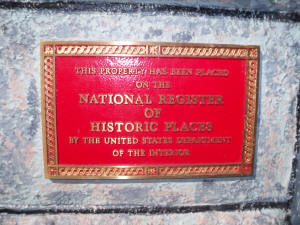 THIS PROPERTY HAS BEEN PLACED
ON THE
NATIONAL REGISTER
OF
HISTORIC PLACES
BY THE UNITED STATES DEPARTMENT
OF THE INTERIOR